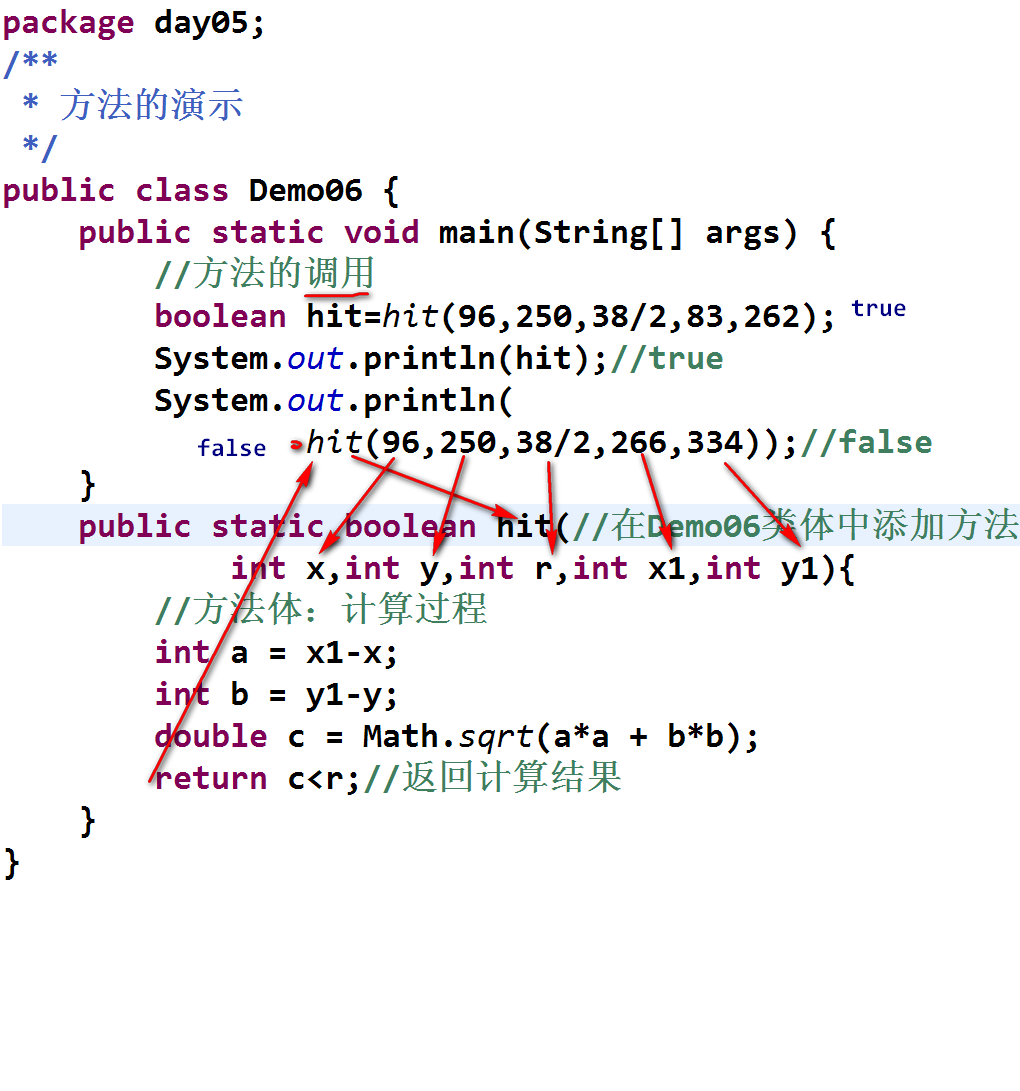 package day05;
/**
 * 方法的演示
 */
public class Demo06 {
    public static void main(String[] args) {
        //方法的调用
        boolean hit=hit(96,250,38/2,83,262); true
        System.out.println(hit);//true
        System.out.println(
            false hit(96,250,38/2,266,334));//false
    }
    public static boolean hit(//在Demo06类体中添加方法
            int x,int y,int r,int x1,int y1){
        //方法体：计算过程
        int a = x1-x;
        int b = y1-y;
        double c = Math.sqrt(a*a + b*b);
        return c<r;//返回计算结果
    }
}